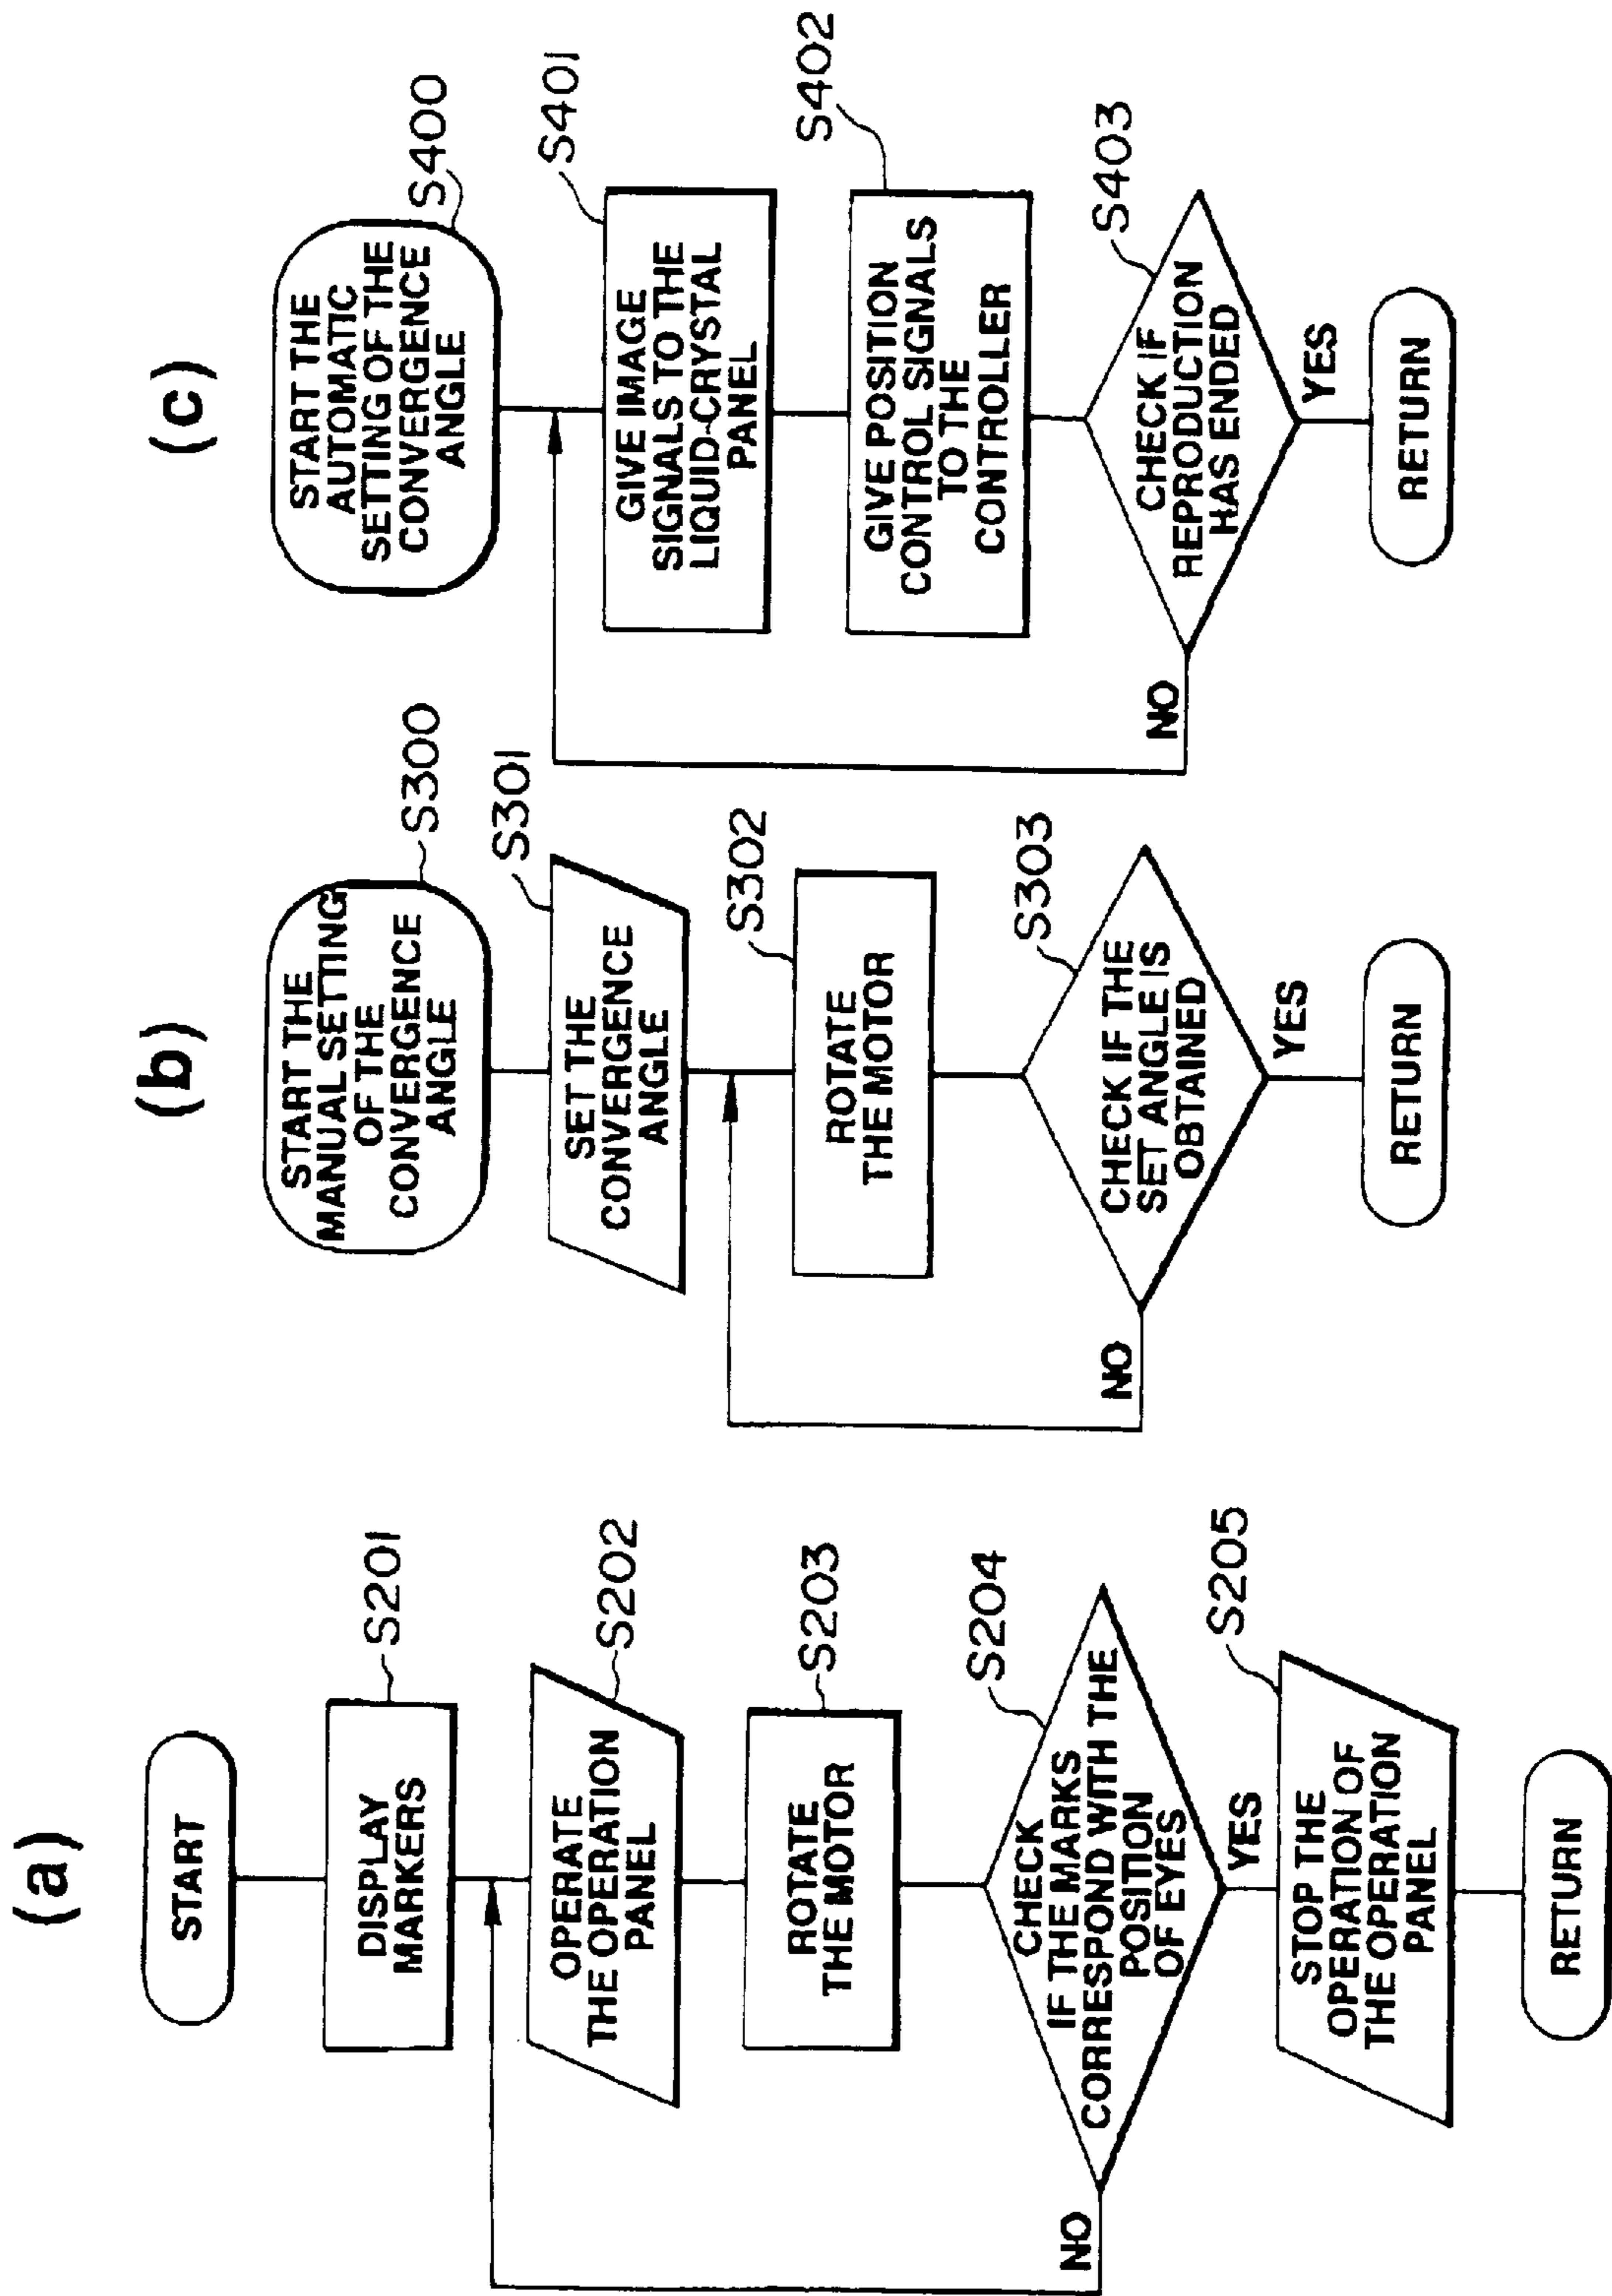 (a)
START
DISPLAY
MARKERS
S201
OPERATE
THE OPERATION
PANEL
S202
ROTATE
THE MOTOR
S203
CHECK
IF THE MARKS
CORRESPOND WITH THE
POSITION
OF EYES
S204
NO
YES
STOP THE
OPERATION OF
THE OPERATION
PANEL
S205
RETURN
(b)
START THE
MANUAL SETTING
OF THE
CONVERGENCE
ANGLE
S300
SET THE
CONVERGENCE
ANGLE
S301
ROTATE
THE MOTOR
S302
CHECK IF THE
SET ANGLE IS
OBTAINED
S303
NO
YES
RETURN
(c)
START THE
AUTOMATIC
SETTING OF THE
CONVERGENCE
ANGLE
S400
GIVE IMAGE
SIGNALS TO THE
LIQUID-CRYSTAL
PANEL
S401
GIVE POSITION
CONTROL SIGNALS
TO THE
CONTROLLER
S402
CHECK IF
REPRODUCTION
HAS ENDED
S403
NO
YES
RETURN